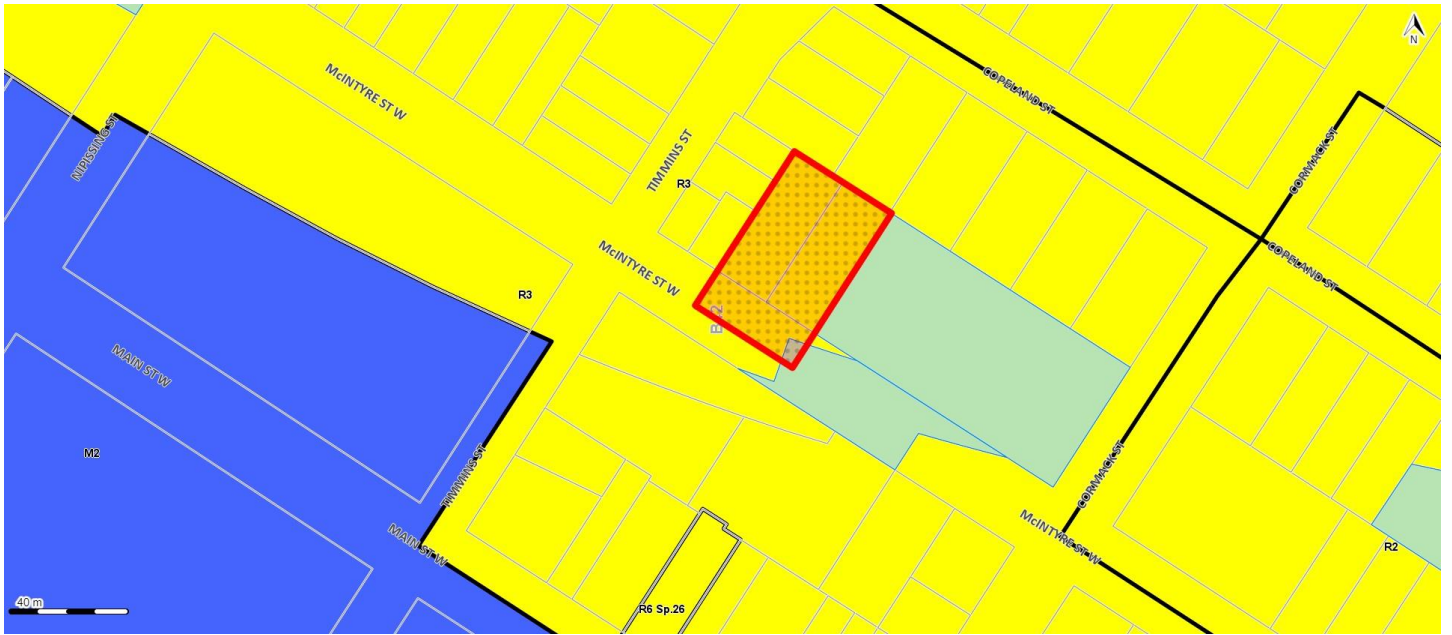 N
COPELAND ST
McINTYRE ST W
CORMACK ST
NIPISSING ST
TIMMINS ST
R3
COPELAND ST
McINTYRE ST W
R3
MAIN ST W
M2
TIMMINS ST
CORMACK ST
MAIN ST W
McINTYRE ST W
R2
40 m
R6 Sp.26